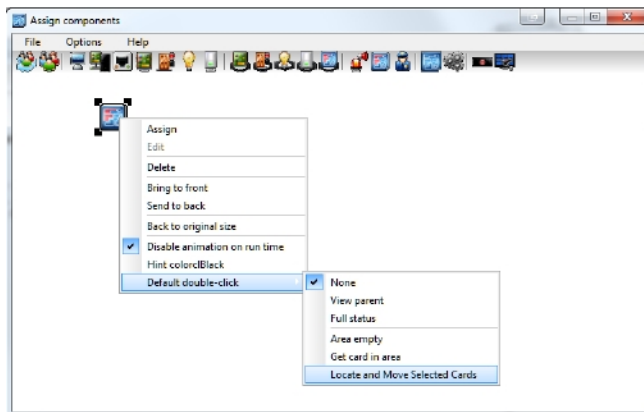 Assign components
File Options Help
Assign
Edit
Delete
Bring to front
Send to back
Back to original size
Disable animation on run time
Hint colorclBlack
Default double-click
None
View parent
Full status
Area empty
Get card in area
Locate and Move Selected Cards